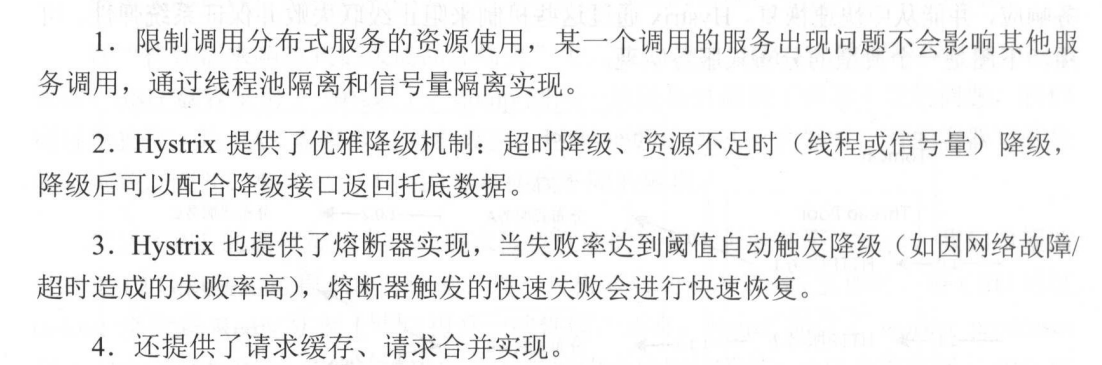 1．限制调用分布式服务的资源使用，某一个调用的服务出现问题不会影响其他服
务调用，通过线程池隔离和信号量隔离实现。
2．Hystrix 提供了优雅降级机制：超时降级、资源不足时（线程或信号量）降级，
降级后可以配合降级接口返回托底数据。
3．Hystrix 也提供了熔断器实现，当失败率达到阈值自动触发降级（如因网络故障/
超时造成的失败率高），熔断器触发的快速失败会进行快速恢复。
4．还提供了请求缓存、请求合并实现。